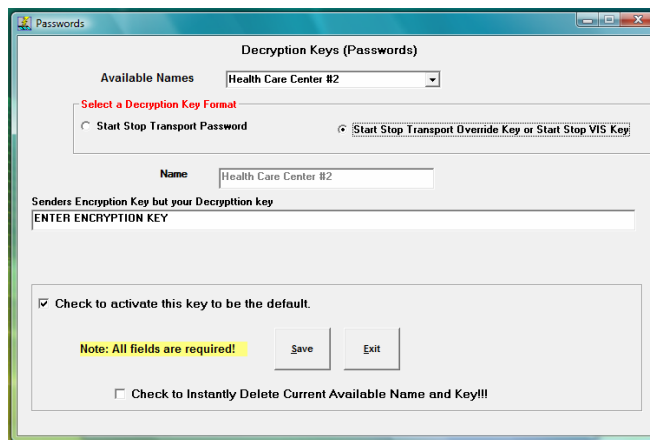 Passwords
Decryption Keys (Passwords)
Available Names Health Care Center #2
Select a Decryption Key Format
Start Stop Transport Password Start Stop Transport Override Key or Start Stop VIS Key
Name Health Care Center #2
Senders Encryption Key but your Decrypttion key
ENTER ENCRYPTION KEY
Check to activate this key to be the default.
Note: All fields are required! Save Exit
Check to Instantly Delete Current Available Name and Key!!!